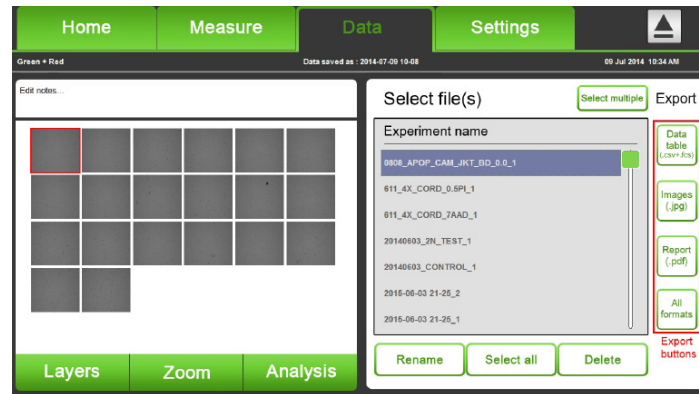 Home Measure Data Settings
Green + Red Data saved as : 2014-07-09 10-08 09 Jul 2014 10:34 AM
Edit notes...
Select file(s) Select multiple Export
Experiment name
0808_APOP_CAM_JKT_BD_0.0_1
611_4X_CORD_0.5PI_1
611_4X_CORD_7AAD_1
20140603_2N_TEST_1
20140603_CONTROL_1
2015-06-03 21-25_2
2015-06-03 21-25_1
Data
table
(.csv+.fcs)
Images
(.jpg)
Report
(.pdf)
All
formats
Export
buttons
Rename Select all Delete
Layers Zoom Analysis